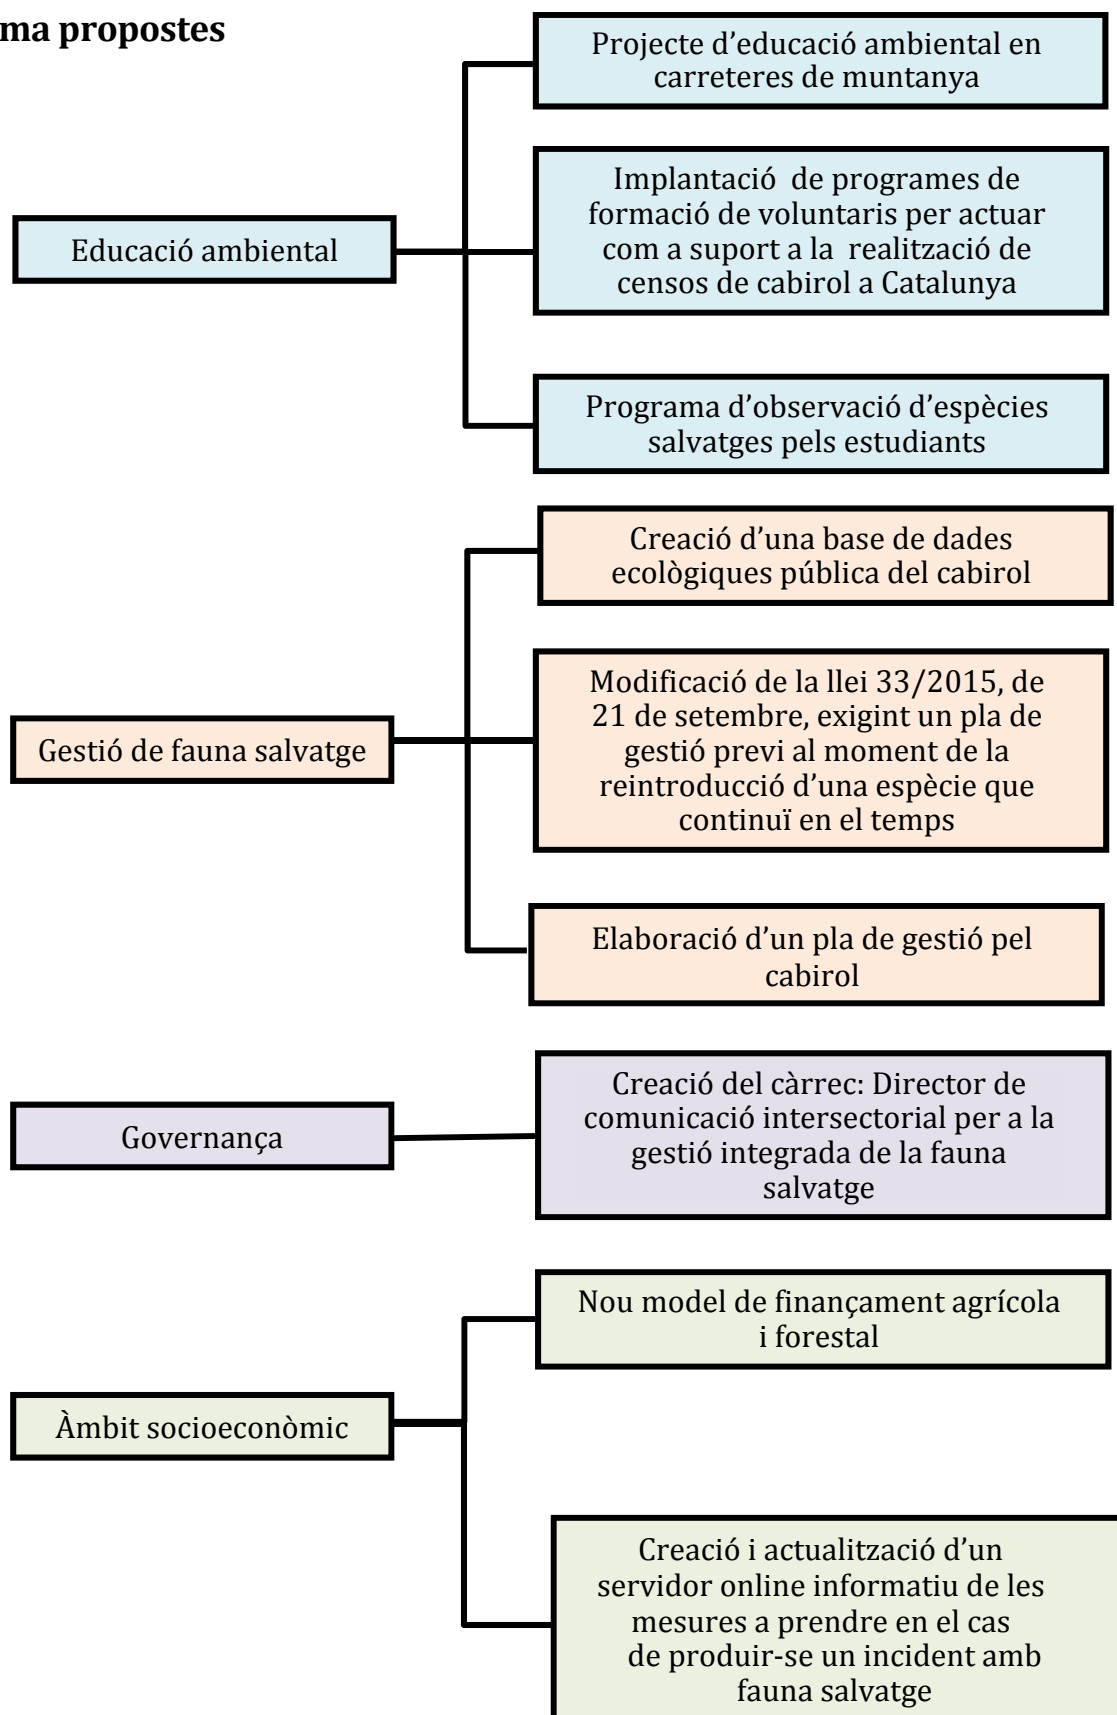 ma propostes
Projecte d’educació ambiental en
carreteres de muntanya
Educació ambiental
Implantació de programes de
formació de voluntaris per actuar
com a suport a la realització de
censos de cabirol a Catalunya
Programa d’observació d’espècies
salvatges pels estudiants
Creació d’una base de dades
ecològiques pública del cabirol
Gestió de fauna salvatge
Modificació de la llei 33/2015, de
21 de setembre, exigint un pla de
gestió previ al moment de la
reintroducció d’una espècie que
continuï en el temps
Elaboració d’un pla de gestió pel
cabirol
Governança
Creació del càrrec: Director de
comunicació intersectorial per a la
gestió integrada de la fauna
salvatge
Nou model de finançament agrícola
i forestal
Àmbit socioeconòmic
Creació i actualització d’un
servidor online informatiu de les
mesures a prendre en el cas
de produir-se un incident amb
fauna salvatge